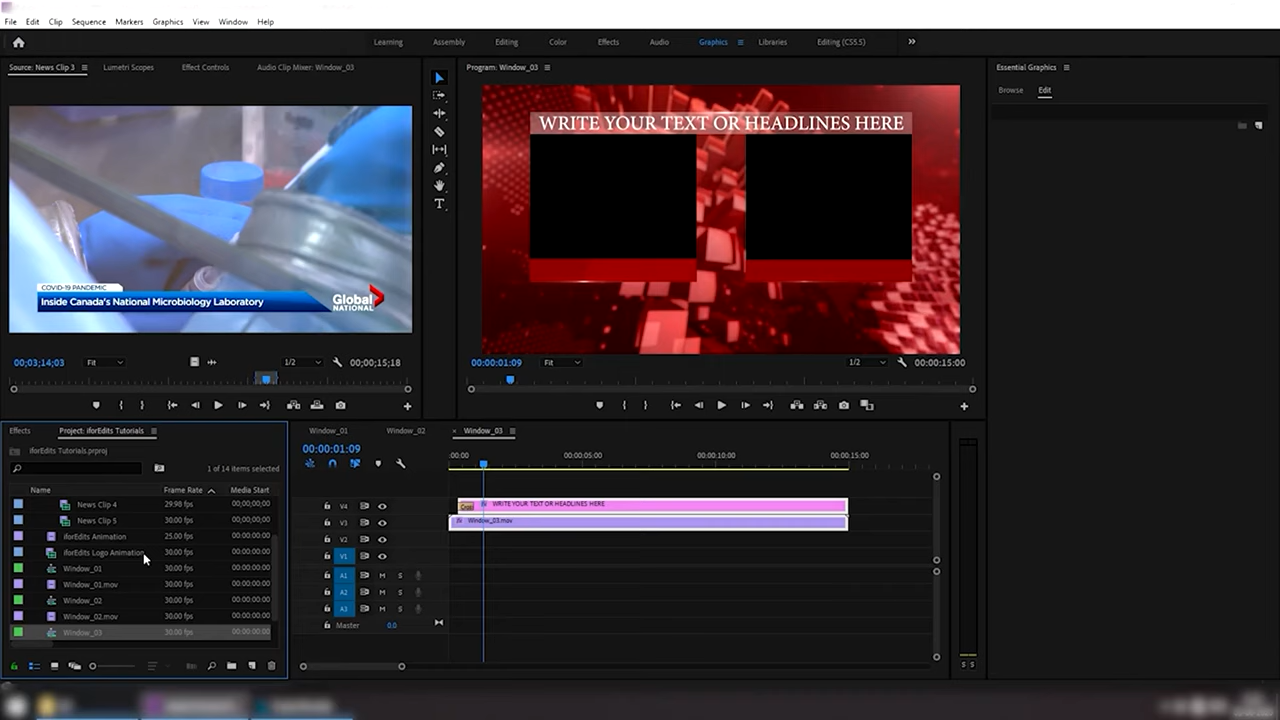 File Edit Clip Sequence Markers Graphics View Window Help
Learning Assembly Editing Color Effects Audio Graphics Libraries Editing (CS5.5)
Source: News Clip 3 Lumetri Scopes Effect Controls Audio Clip Mixer: Window_03
Program: Window_03
Essential Graphics
Browse Edit
WRITE YOUR TEXT OR HEADLINES HERE
COVID-19 PANDEMIC
Inside Canada's National Microbiology Laboratory
Global
NATIONAL
00;03;14;03 Fit 1/2 00;00;15;18
00:00:01:09 Fit 1/2 00:00:15:00
Effects Project: iforEdits Tutorials
iforEdits Tutorials.prproj
1 of 14 items selected
Name Frame Rate Media Start
News Clip 4 29.98 fps 00;00;00;00
News Clip 5 30.00 fps 00:00:00:00
iforEdits Animation 25.00 fps 00:00:00:00
iforEdits Logo Animation 30.00 fps 00:00:00:00
Window_01 30.00 fps 00:00:00:00
Window_01.mov 30.00 fps 00:00:00:00
Window_02 30.00 fps 00:00:00:00
Window_02.mov 30.00 fps 00:00:00:00
Window_03 30.00 fps 00:00:00:00
Window_01 Window_02 Window_03
00:00:01:09
:00:00 00:00:05:00 00:00:10:00 00:00:15:00
V4 WRITE YOUR TEXT OR HEADLINES HERE
V3 Window_03.mov
V2
V1
A1 M S
A2 M S
A3 M S
Master 0.0
S S